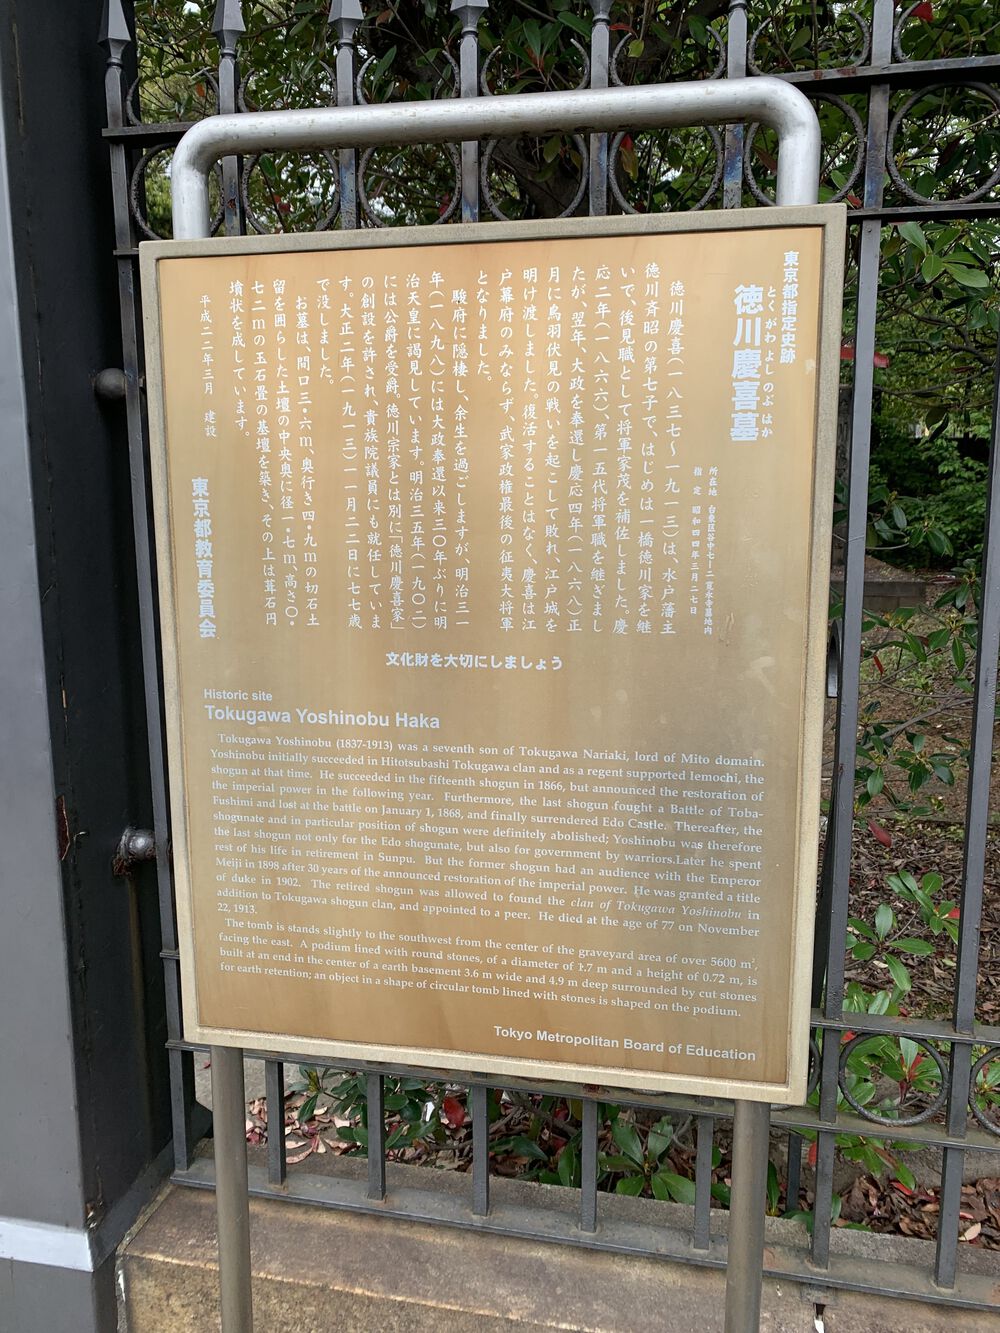 東京都指定史跡
とくがわよしのぶはか
徳川慶喜墓
所在地 台東区谷中七―二 寛永寺墓地内
指定 昭和四四年三月二七日
徳川慶喜(一八三七〜一九一三)は、水戸藩主
徳川斉昭の第七子で、はじめは一橋徳川家を継
いで、後見職として将軍家茂を補佐しました。慶
応二年(一八六六)、第一五代将軍職を継ぎまし
たが、翌年、大政を奉還し慶応四年(一八六八)正
月に鳥羽伏見の戦いを起こして敗れ、江戸城を
明け渡しました。復活することはなく、慶喜は江
戸幕府のみならず、武家政権最後の征夷大将軍
となりました。
駿府に隠棲し、余生を過ごしますが、明治三一
年(一八九八)には大政奉還以来三〇年ぶりに明
治天皇に謁見しています。明治三五年(一九〇二)
には公爵を受爵。徳川宗家とは別に「徳川慶喜家」
の創設を許され、貴族院議員にも就任していま
す。大正二年(一九一三)一一月二二日に七七歳
で没しました。
お墓は、間口三・六m、奥行き四・九mの切石土
留を囲らした土壇の中央奥に径一・七m、高さ〇・
七二mの玉石畳の基壇を築き、その上は葺石円
墳状を成しています。
平成二二年三月 建設
東京都教育委員会
文化財を大切にしましょう
Historic site
Tokugawa Yoshinobu Haka
Tokugawa Yoshinobu (1837-1913) was a seventh son of Tokugawa Nariaki, lord of Mito domain.
Yoshinobu initially succeeded in Hitotsubashi Tokugawa clan and as a regent supported Iemochi, the
shogun at that time. He succeeded in the fifteenth shogun in 1866, but announced the restoration of
the imperial power in the following year. Furthermore, the last shogun fought a Battle of Toba-
Fushimi and lost at the battle on January 1, 1868, and finally surrendered Edo Castle. Thereafter, the
shogunate and in particular position of shogun were definitely abolished; Yoshinobu was therefore
the last shogun not only for the Edo shogunate, but also for government by warriors.Later he spent
rest of his life in retirement in Sunpu. But the former shogun had an audience with the Emperor
Meiji in 1898 after 30 years of the announced restoration of the imperial power. He was granted a title
of duke in 1902. The retired shogun was allowed to found the clan of Tokugawa Yoshinobu in
addition to Tokugawa shogun clan, and appointed to a peer. He died at the age of 77 on November
22, 1913.
The tomb is stands slightly to the southwest from the center of the graveyard area of over 5600 m²,
facing the east. A podium lined with round stones, of a diameter of 1.7 m and a height of 0.72 m, is
built at an end in the center of a earth basement 3.6 m wide and 4.9 m deep surrounded by cut stones
for earth retention; an object in a shape of circular tomb lined with stones is shaped on the podium.
Tokyo Metropolitan Board of Education